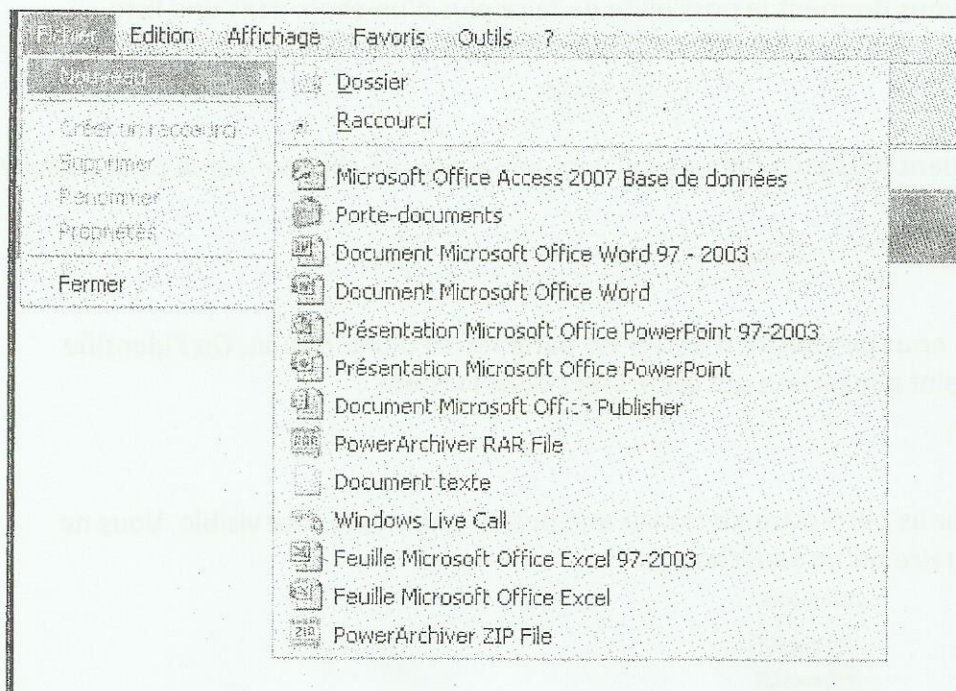 Fichier Edition Affichage Favoris Outils ?
Nouveau
Créer un raccourci
Supprimer
Renommer
Propriétés
Fermer
Dossier
Raccourci
Microsoft Office Access 2007 Base de données
Porte-documents
Document Microsoft Office Word 97 - 2003
Document Microsoft Office Word
Présentation Microsoft Office PowerPoint 97-2003
Présentation Microsoft Office PowerPoint
Document Microsoft Office Publisher
PowerArchiver RAR File
Document texte
Windows Live Call
Feuille Microsoft Office Excel 97-2003
Feuille Microsoft Office Excel
PowerArchiver ZIP File